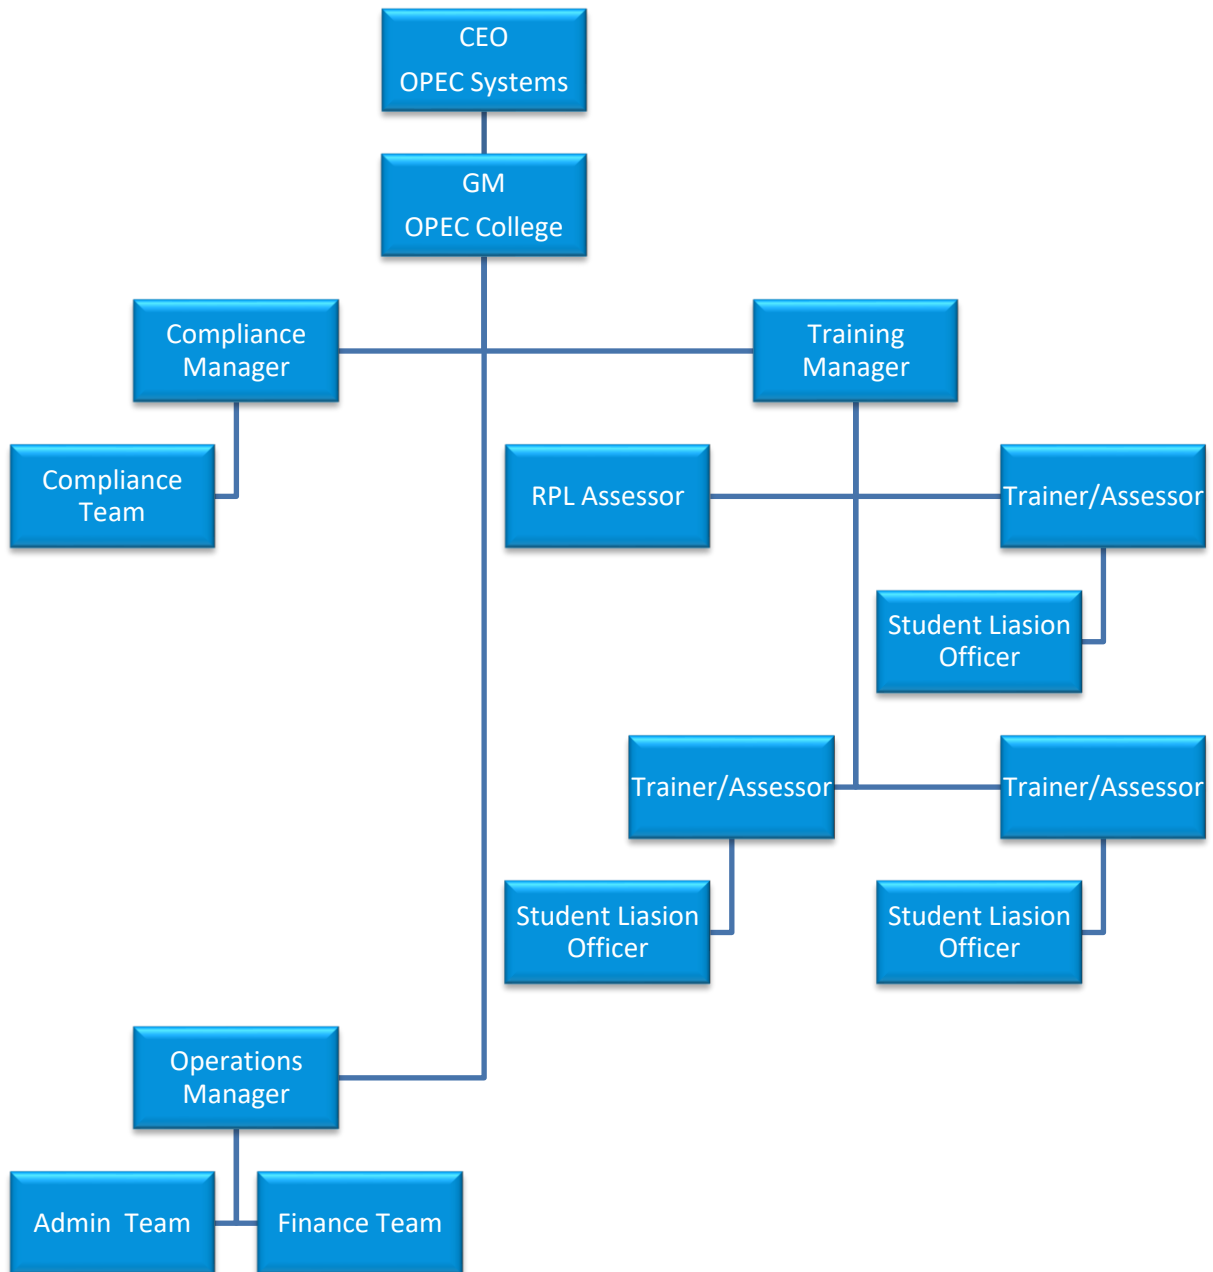 CEO
OPEC Systems
GM
OPEC College
Compliance
Manager
Training
Manager
Compliance
Team
RPL Assessor
Trainer/Assessor
Student Liasion
Officer
Trainer/Assessor
Trainer/Assessor
Student Liasion
Officer
Student Liasion
Officer
Operations
Manager
Admin  Team
Finance Team